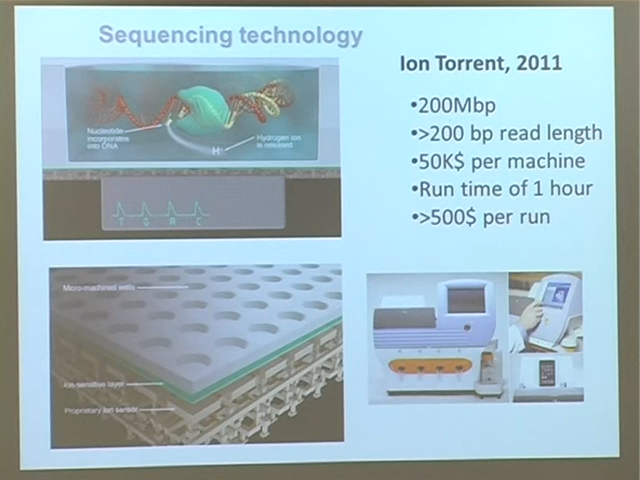 Sequencing technology
Ion Torrent, 2011
•200Mbp
•>200 bp read length
•50K$ per machine
•Run time of 1 hour
•>500$ per run
Nucleotide
incorporates
into DNA
Hydrogen ion
is released
H+
T G A C
Micro-machined wells
Ion-sensitive layer
Proprietary ion sensor